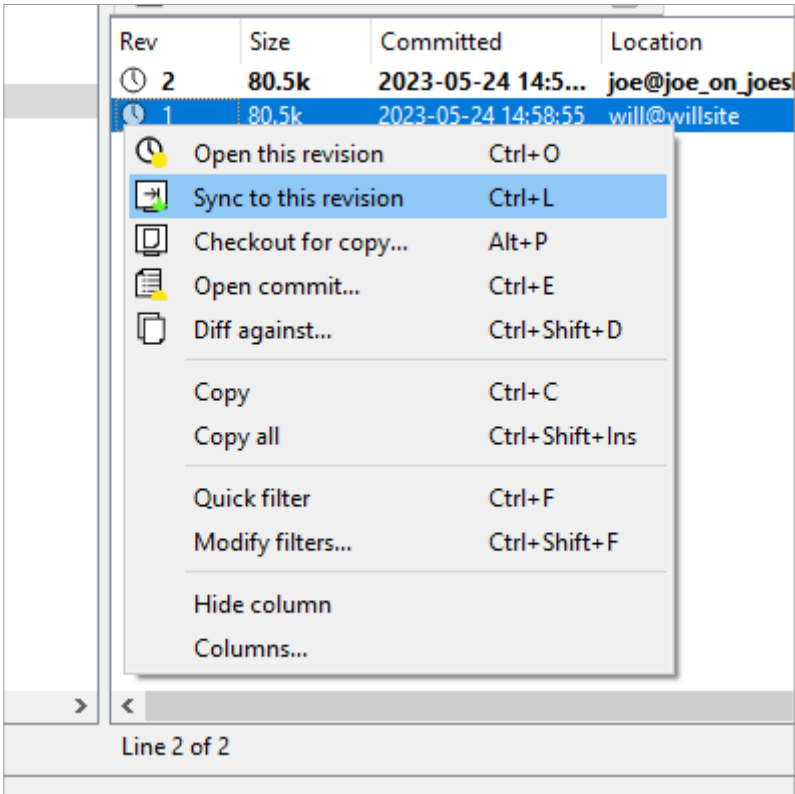 Rev Size Committed Location
2 80.5k 2023-05-24 14:5... joe@joe_on_joes
1 80.5k 2023-05-24 14:58:55 will@willsite
Open this revision Ctrl+O
Sync to this revision Ctrl+L
Checkout for copy... Alt+P
Open commit... Ctrl+E
Diff against... Ctrl+Shift+D
Copy Ctrl+C
Copy all Ctrl+Shift+Ins
Quick filter Ctrl+F
Modify filters... Ctrl+Shift+F
Hide column
Columns...
Line 2 of 2